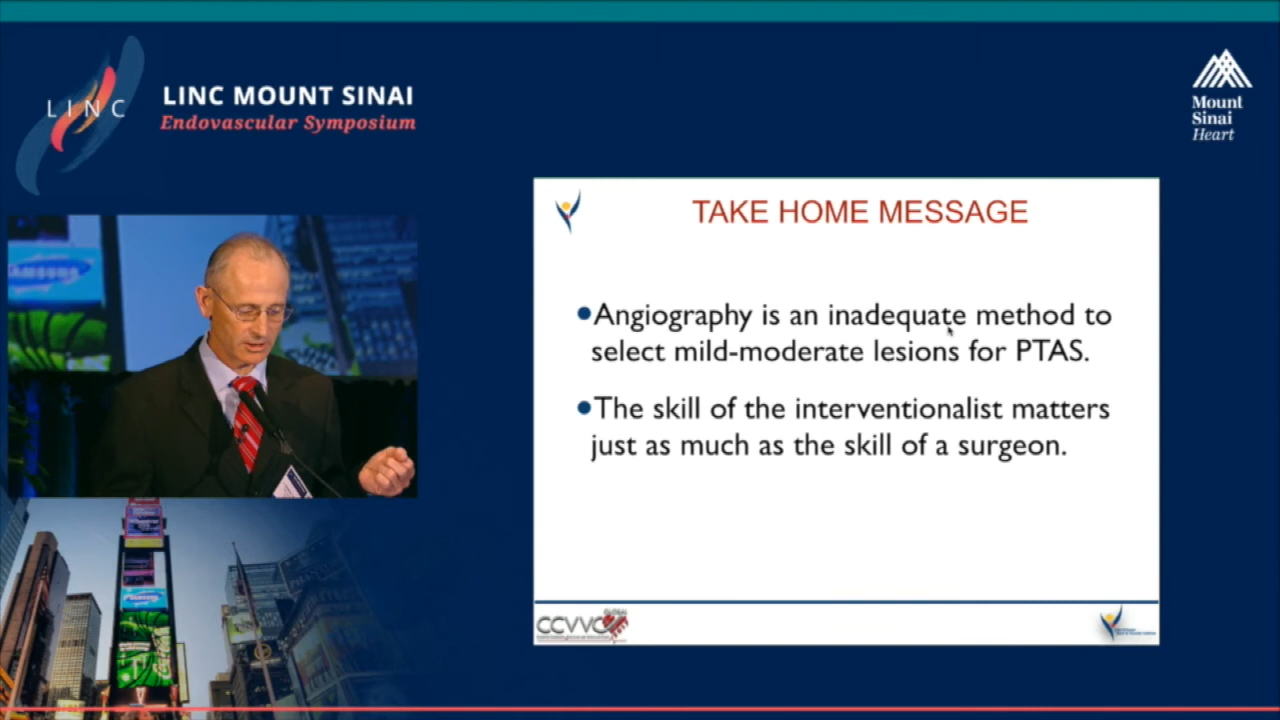 LINC
LINC MOUNT SINAI
Endovascular Symposium
Mount
Sinai
Heart
SAMSUNG
TAKE HOME MESSAGE
●Angiography is an inadequate method to
select mild-moderate lesions for PTAS.
●The skill of the interventionalist matters
just as much as the skill of a surgeon.
GLOBAL
CCVVC